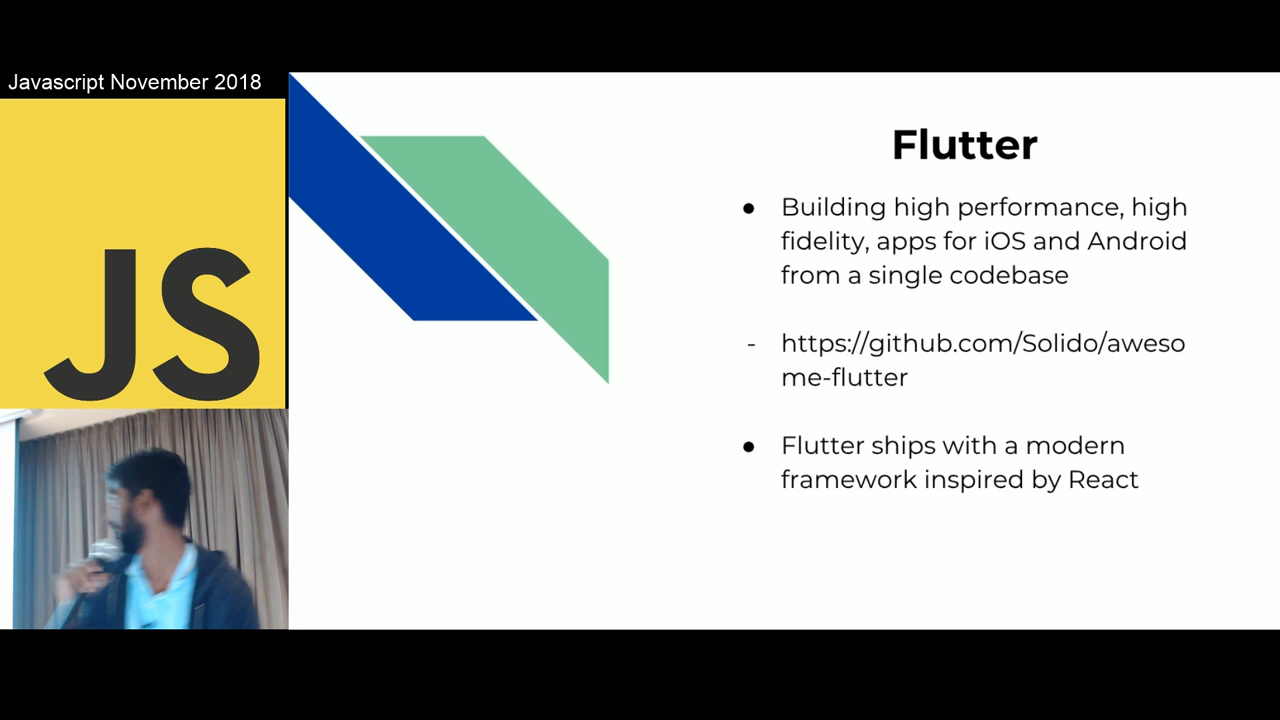 Javascript November 2018
JS
Flutter
● Building high performance, high
fidelity, apps for iOS and Android
from a single codebase
- https://github.com/Solido/aweso
me-flutter
● Flutter ships with a modern
framework inspired by React